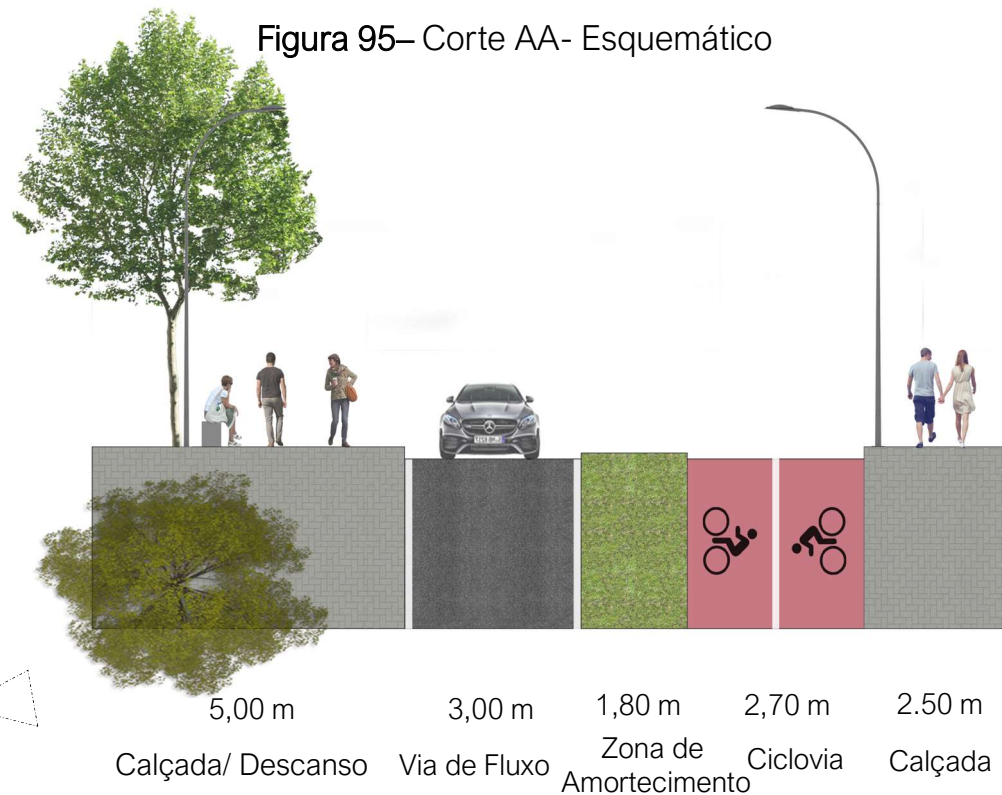 Figura 95– Corte AA- Esquemático
5,00 m
3,00 m
1,80 m
2,70 m
2.50 m
Calçada/ Descanso
Via de Fluxo
Zona de
Amortecimento
Ciclovia
Calçada